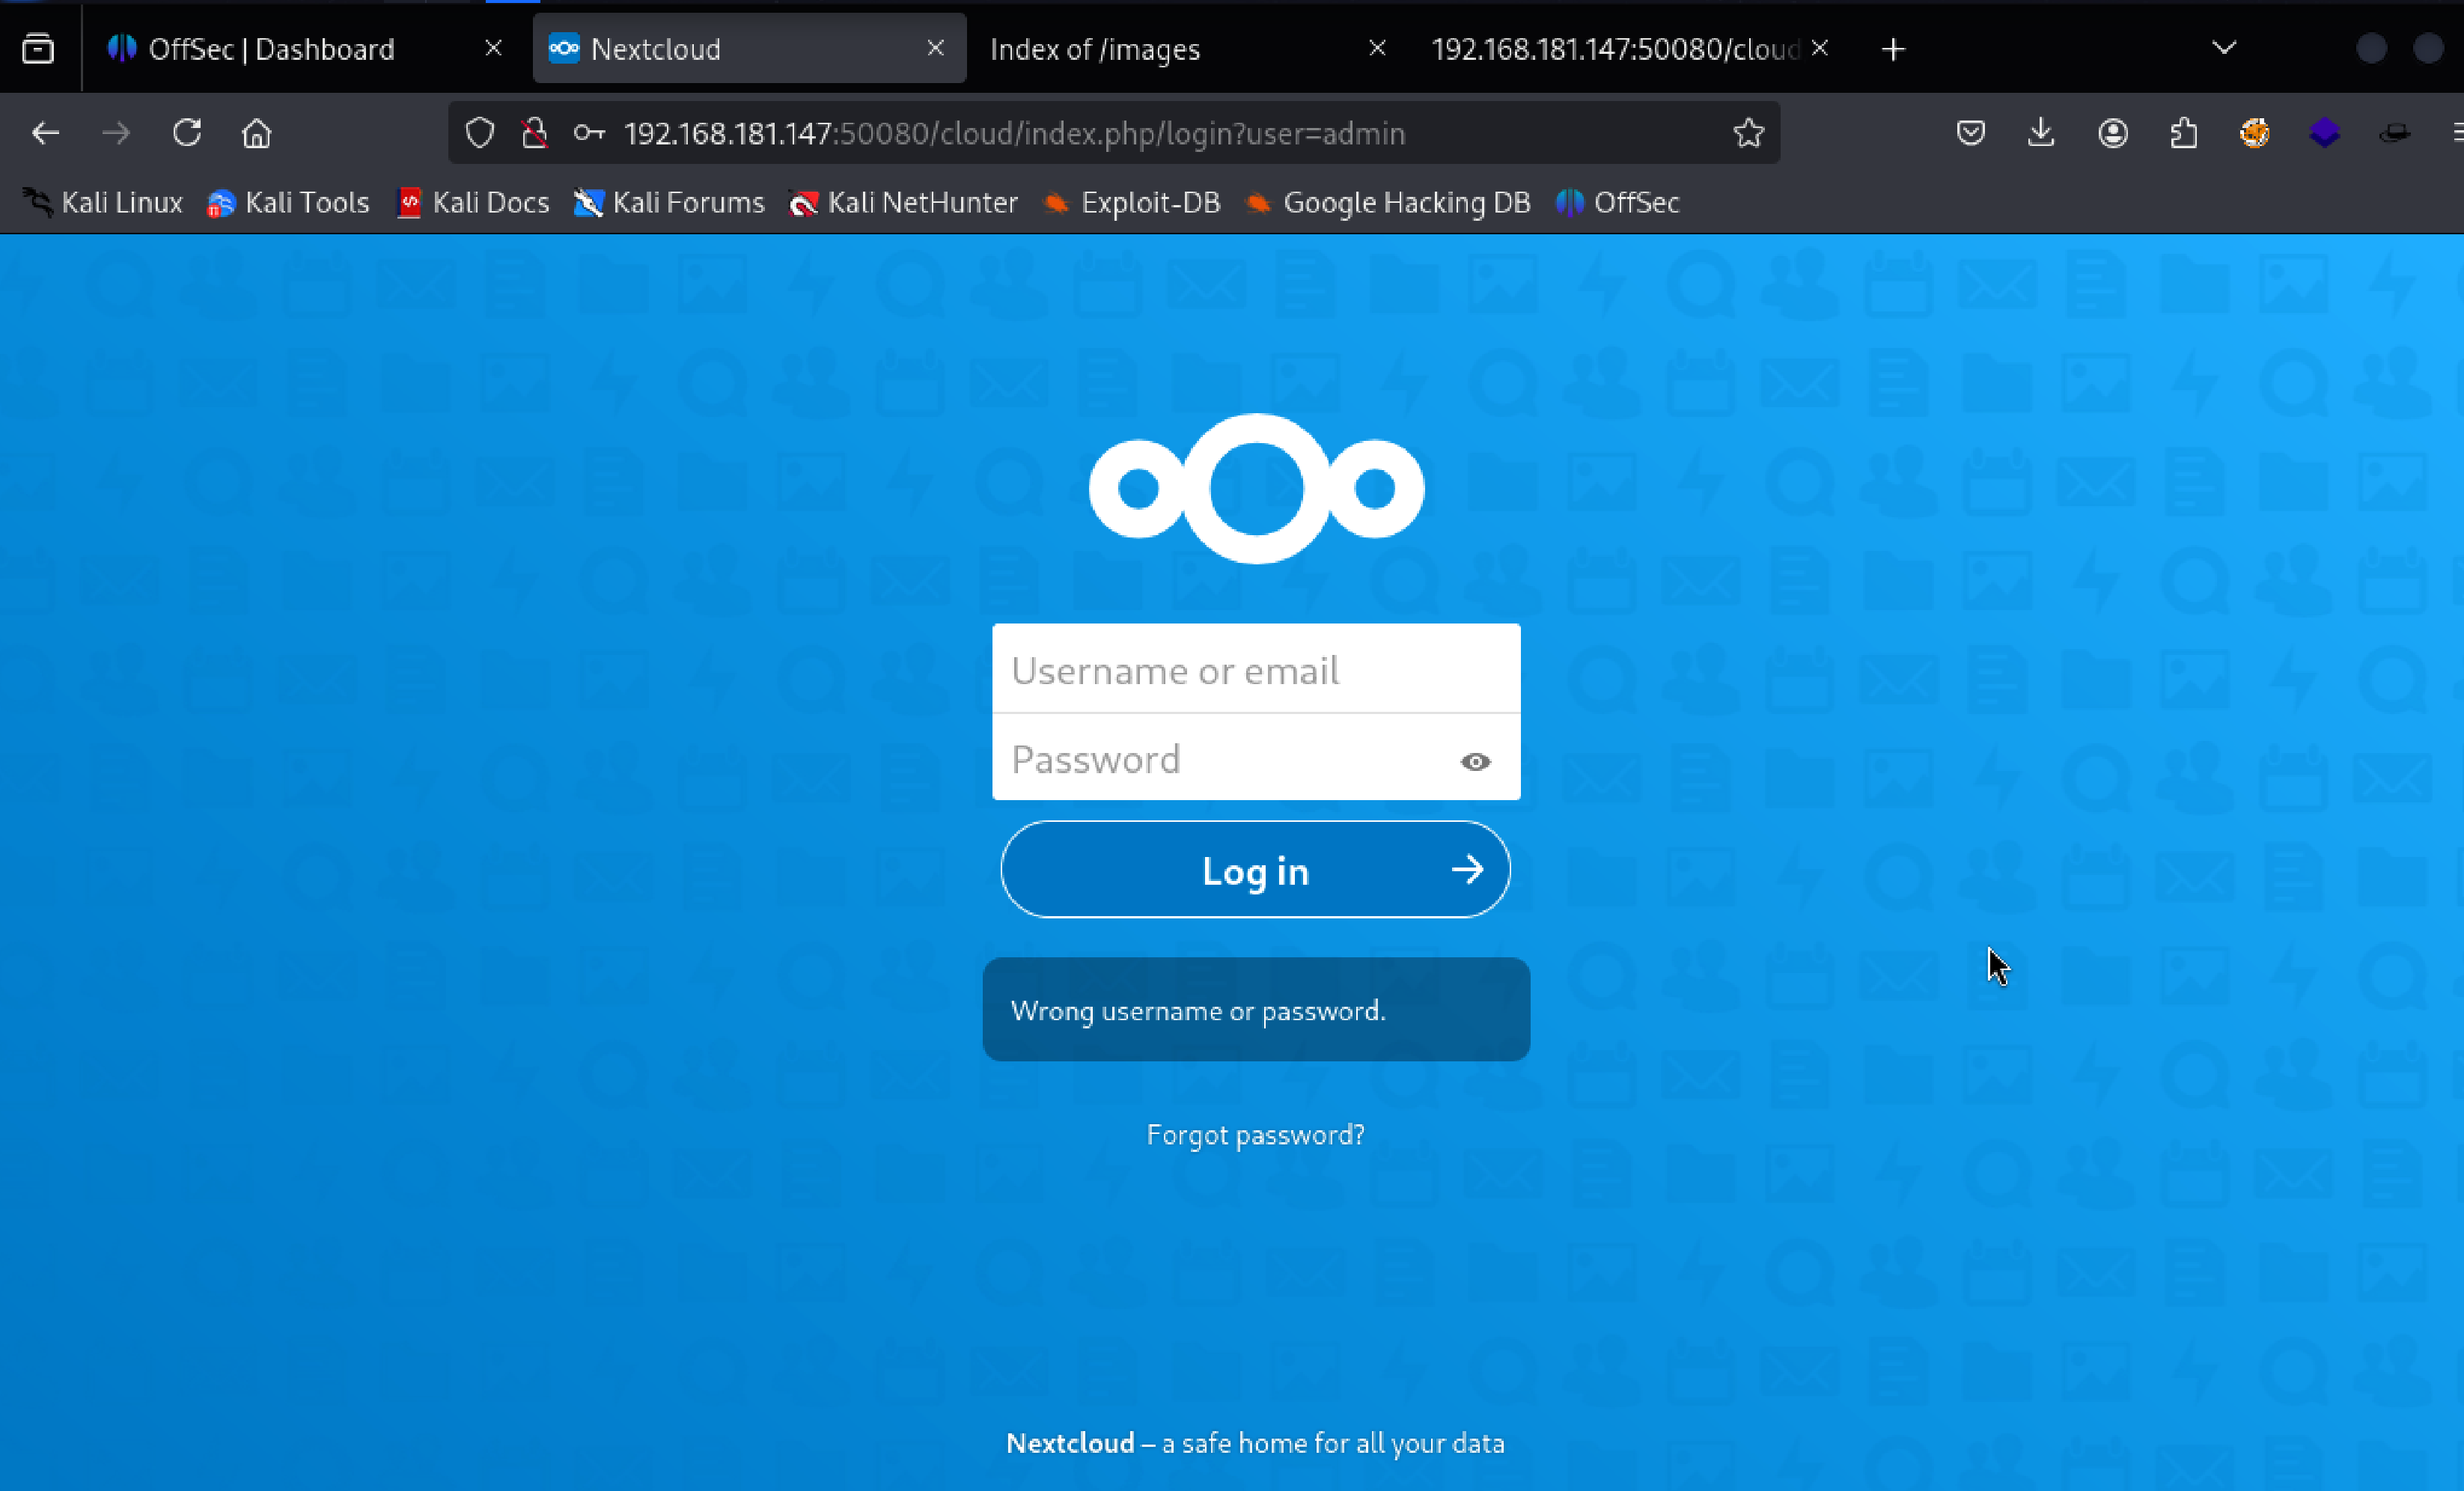 OffSec | Dashboard
Nextcloud
Index of /images
192.168.181.147:50080/cloud
192.168.181.147:50080/cloud/index.php/login?user=admin
Kali Linux
Kali Tools
Kali Docs
Kali Forums
Kali NetHunter
Exploit-DB
Google Hacking DB
OffSec
Username or email
Password
Log in
Wrong username or password.
Forgot password?
Nextcloud – a safe home for all your data